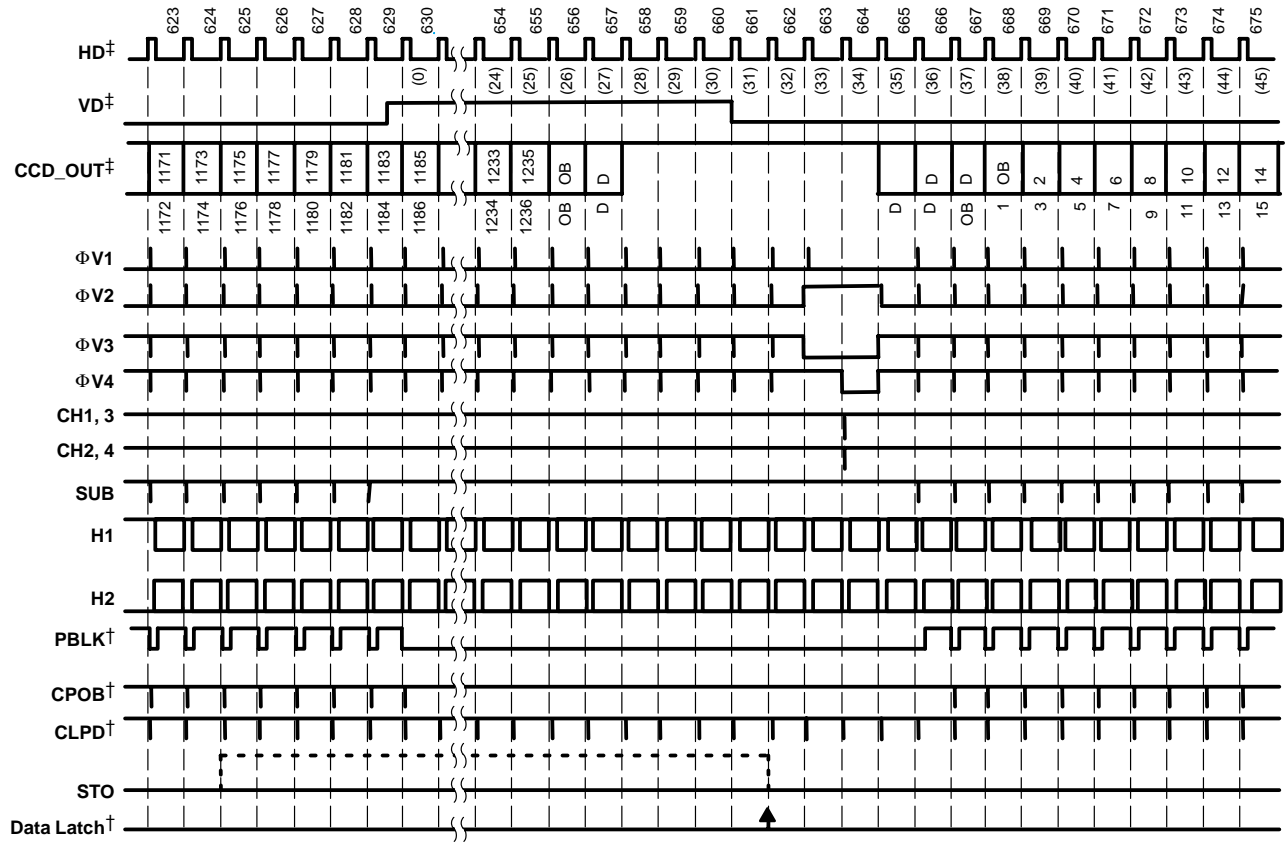 623 624 625 626 627 628 629 630 654 655 656 657 658 659 660 661 662 663 664 665 666 667 668 669 670 671 672 673 674 675
HD‡
(0) (24) (25) (26) (27) (28) (29) (30) (31) (32) (33) (34) (35) (36) (37) (38) (39) (40) (41) (42) (43) (44) (45)
VD‡
CCD_OUT‡ 1171 1173 1175 1177 1179 1181 1183 1185 1233 1235 OB D D D OB 2 4 6 8 10 12 14
1172 1174 1176 1178 1180 1182 1184 1186 1234 1236 OB D D D OB 1 3 5 7 9 11 13 15
ΦV1
ΦV2
ΦV3
ΦV4
CH1, 3
CH2, 4
SUB
H1
H2
PBLK†
CPOB†
CLPD†
STO
Data Latch†